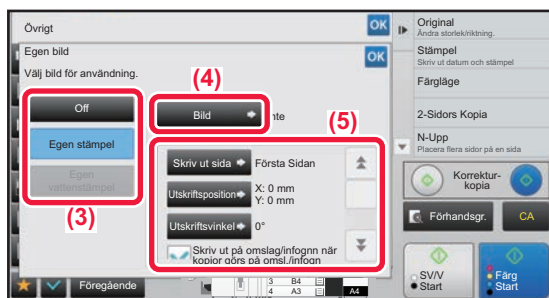 Övrigt
OK
Egen bild
OK
Välj bild för användning.
(4)
Off
Bild
nte
(5)
Egen stämpel
Egen
vattenstämpel
(3)
Skriv ut sida
Första Sidan
Utskriftsposition
X: 0 mm
Y: 0 mm
Utskriftsvinkel
0°
Skriv ut på omslag/infognn när
kopior görs på omsl./infogn
Föregående
3 B4
4 A3
A4
Original
Ändra storlek/riktning.
Stämpel
Skriv ut datum och stämpel
Färgläge
2-Sidors Kopia
N-Upp
Placera flera sidor på en sida
Korrektur-
kopia
Förhandsgr.
CA
SV/V
Start
Färg
Start